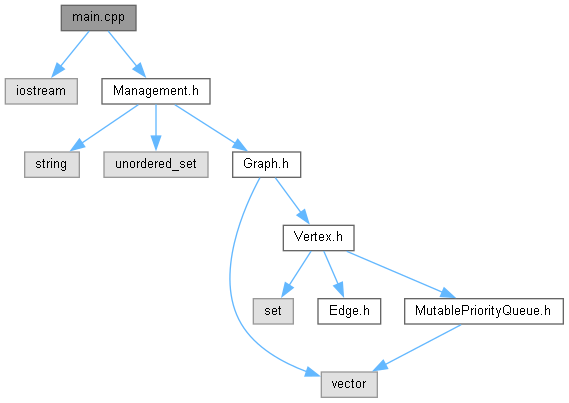 main.cpp
iostream
Management.h
string
unordered_set
Graph.h
Vertex.h
set
Edge.h
MutablePriorityQueue.h
vector